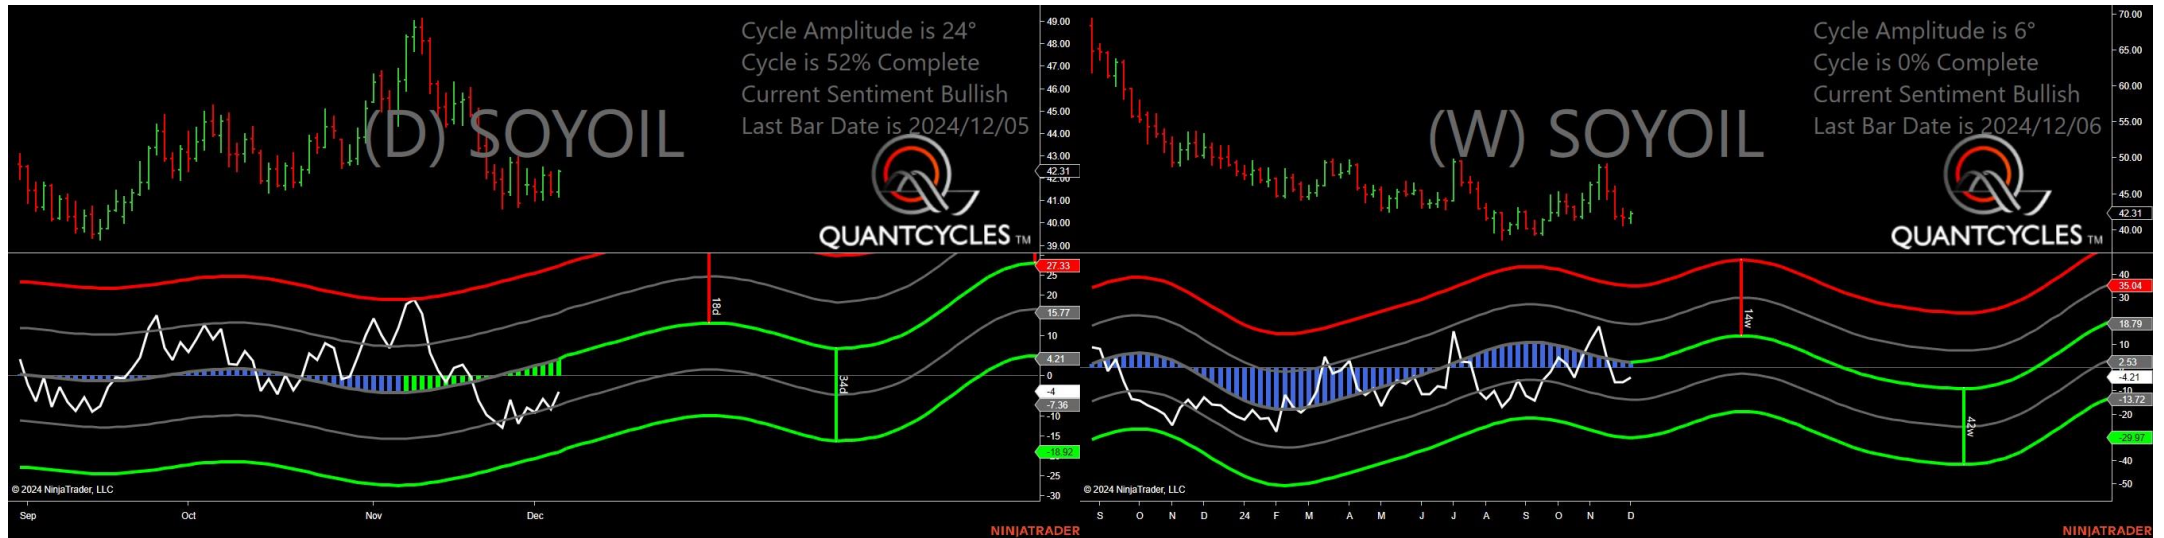 Cycle Amplitude is 24°
Cycle is 52% Complete
Current Sentiment Bullish
Last Bar Date is 2024/12/05
(D) SOYOIL
QUANTCYCLES TM
49.00
48.00
47.00
46.00
45.00
44.00
43.00
42.31
42.00
41.00
40.00
39.00
27.33
25
20
15.77
10
4.21
0
-4
-7.36
-10
-15
-18.92
-25
-30
18d
34d
© 2024 NinjaTrader, LLC
Sep Oct Nov Dec
NINJATRADER
Cycle Amplitude is 6°
Cycle is 0% Complete
Current Sentiment Bullish
Last Bar Date is 2024/12/06
(W) SOYOIL
QUANTCYCLES TM
70.00
65.00
60.00
55.00
50.00
45.00
42.31
40.00
40
35.04
30
18.79
10
2.53
-4.21
-10
-13.72
-20
-29.97
-40
-50
14w
42w
© 2024 NinjaTrader, LLC
S O N D 24 F M A M J J A S O N D
NINJATRADER